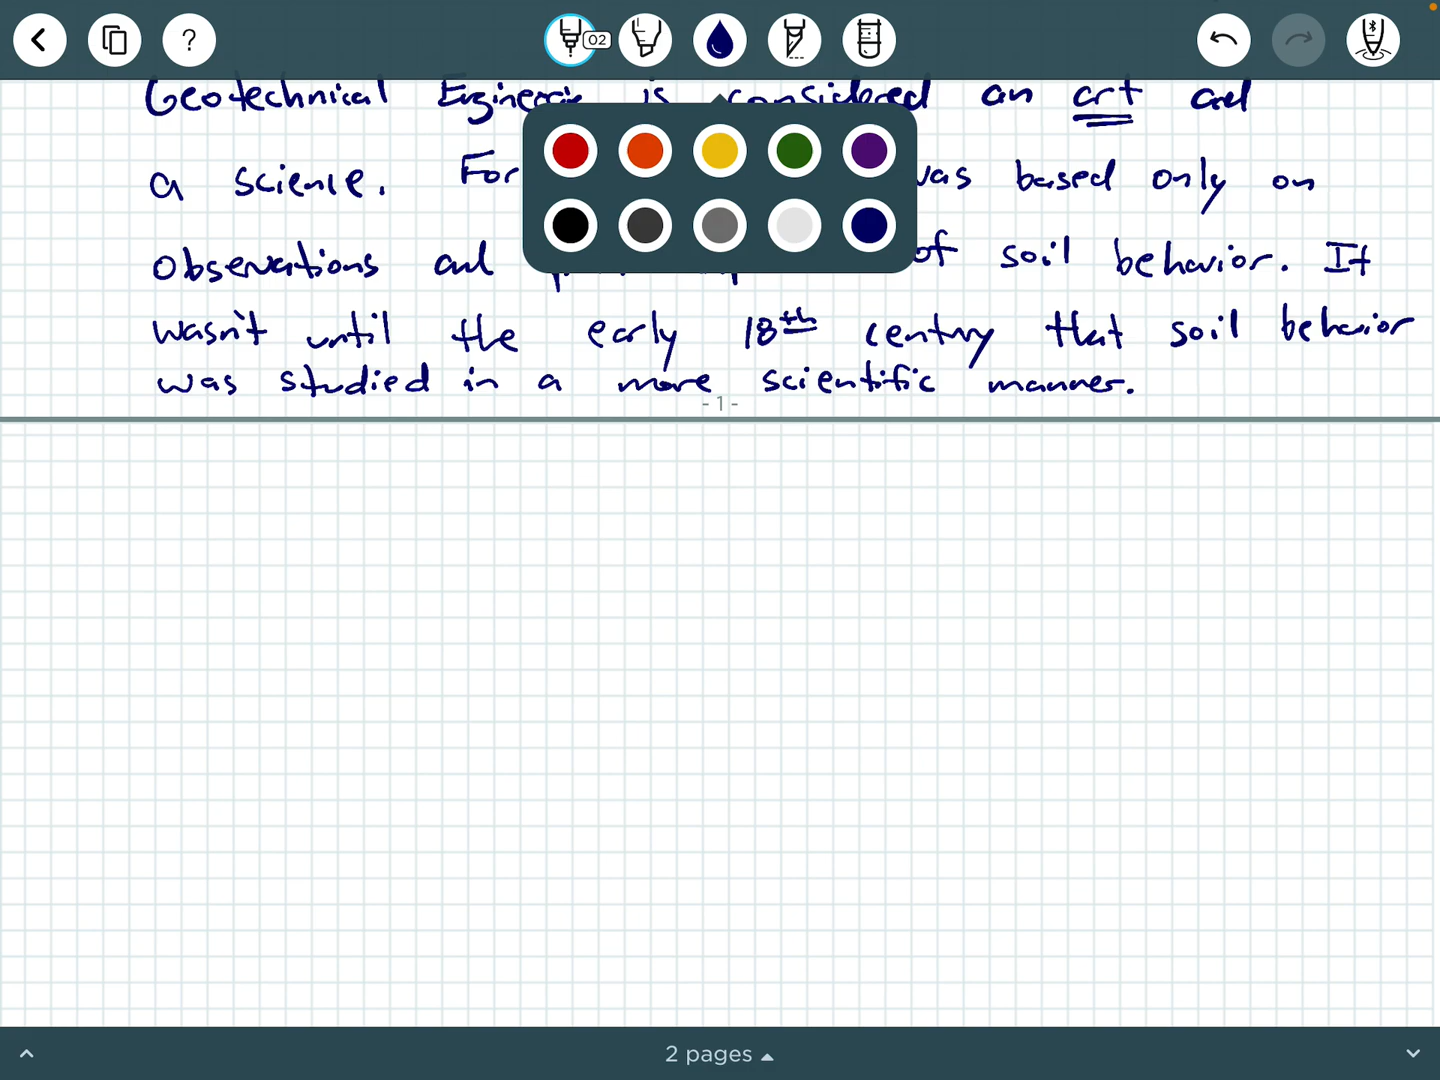 ?
02
Geotechnical Engineering is considered an art and
a science. For was based only on
observations and of soil behavior. It
wasn't until the early 18th century that soil behavior
was studied in a more scientific manner.
- 1 -
2 pages